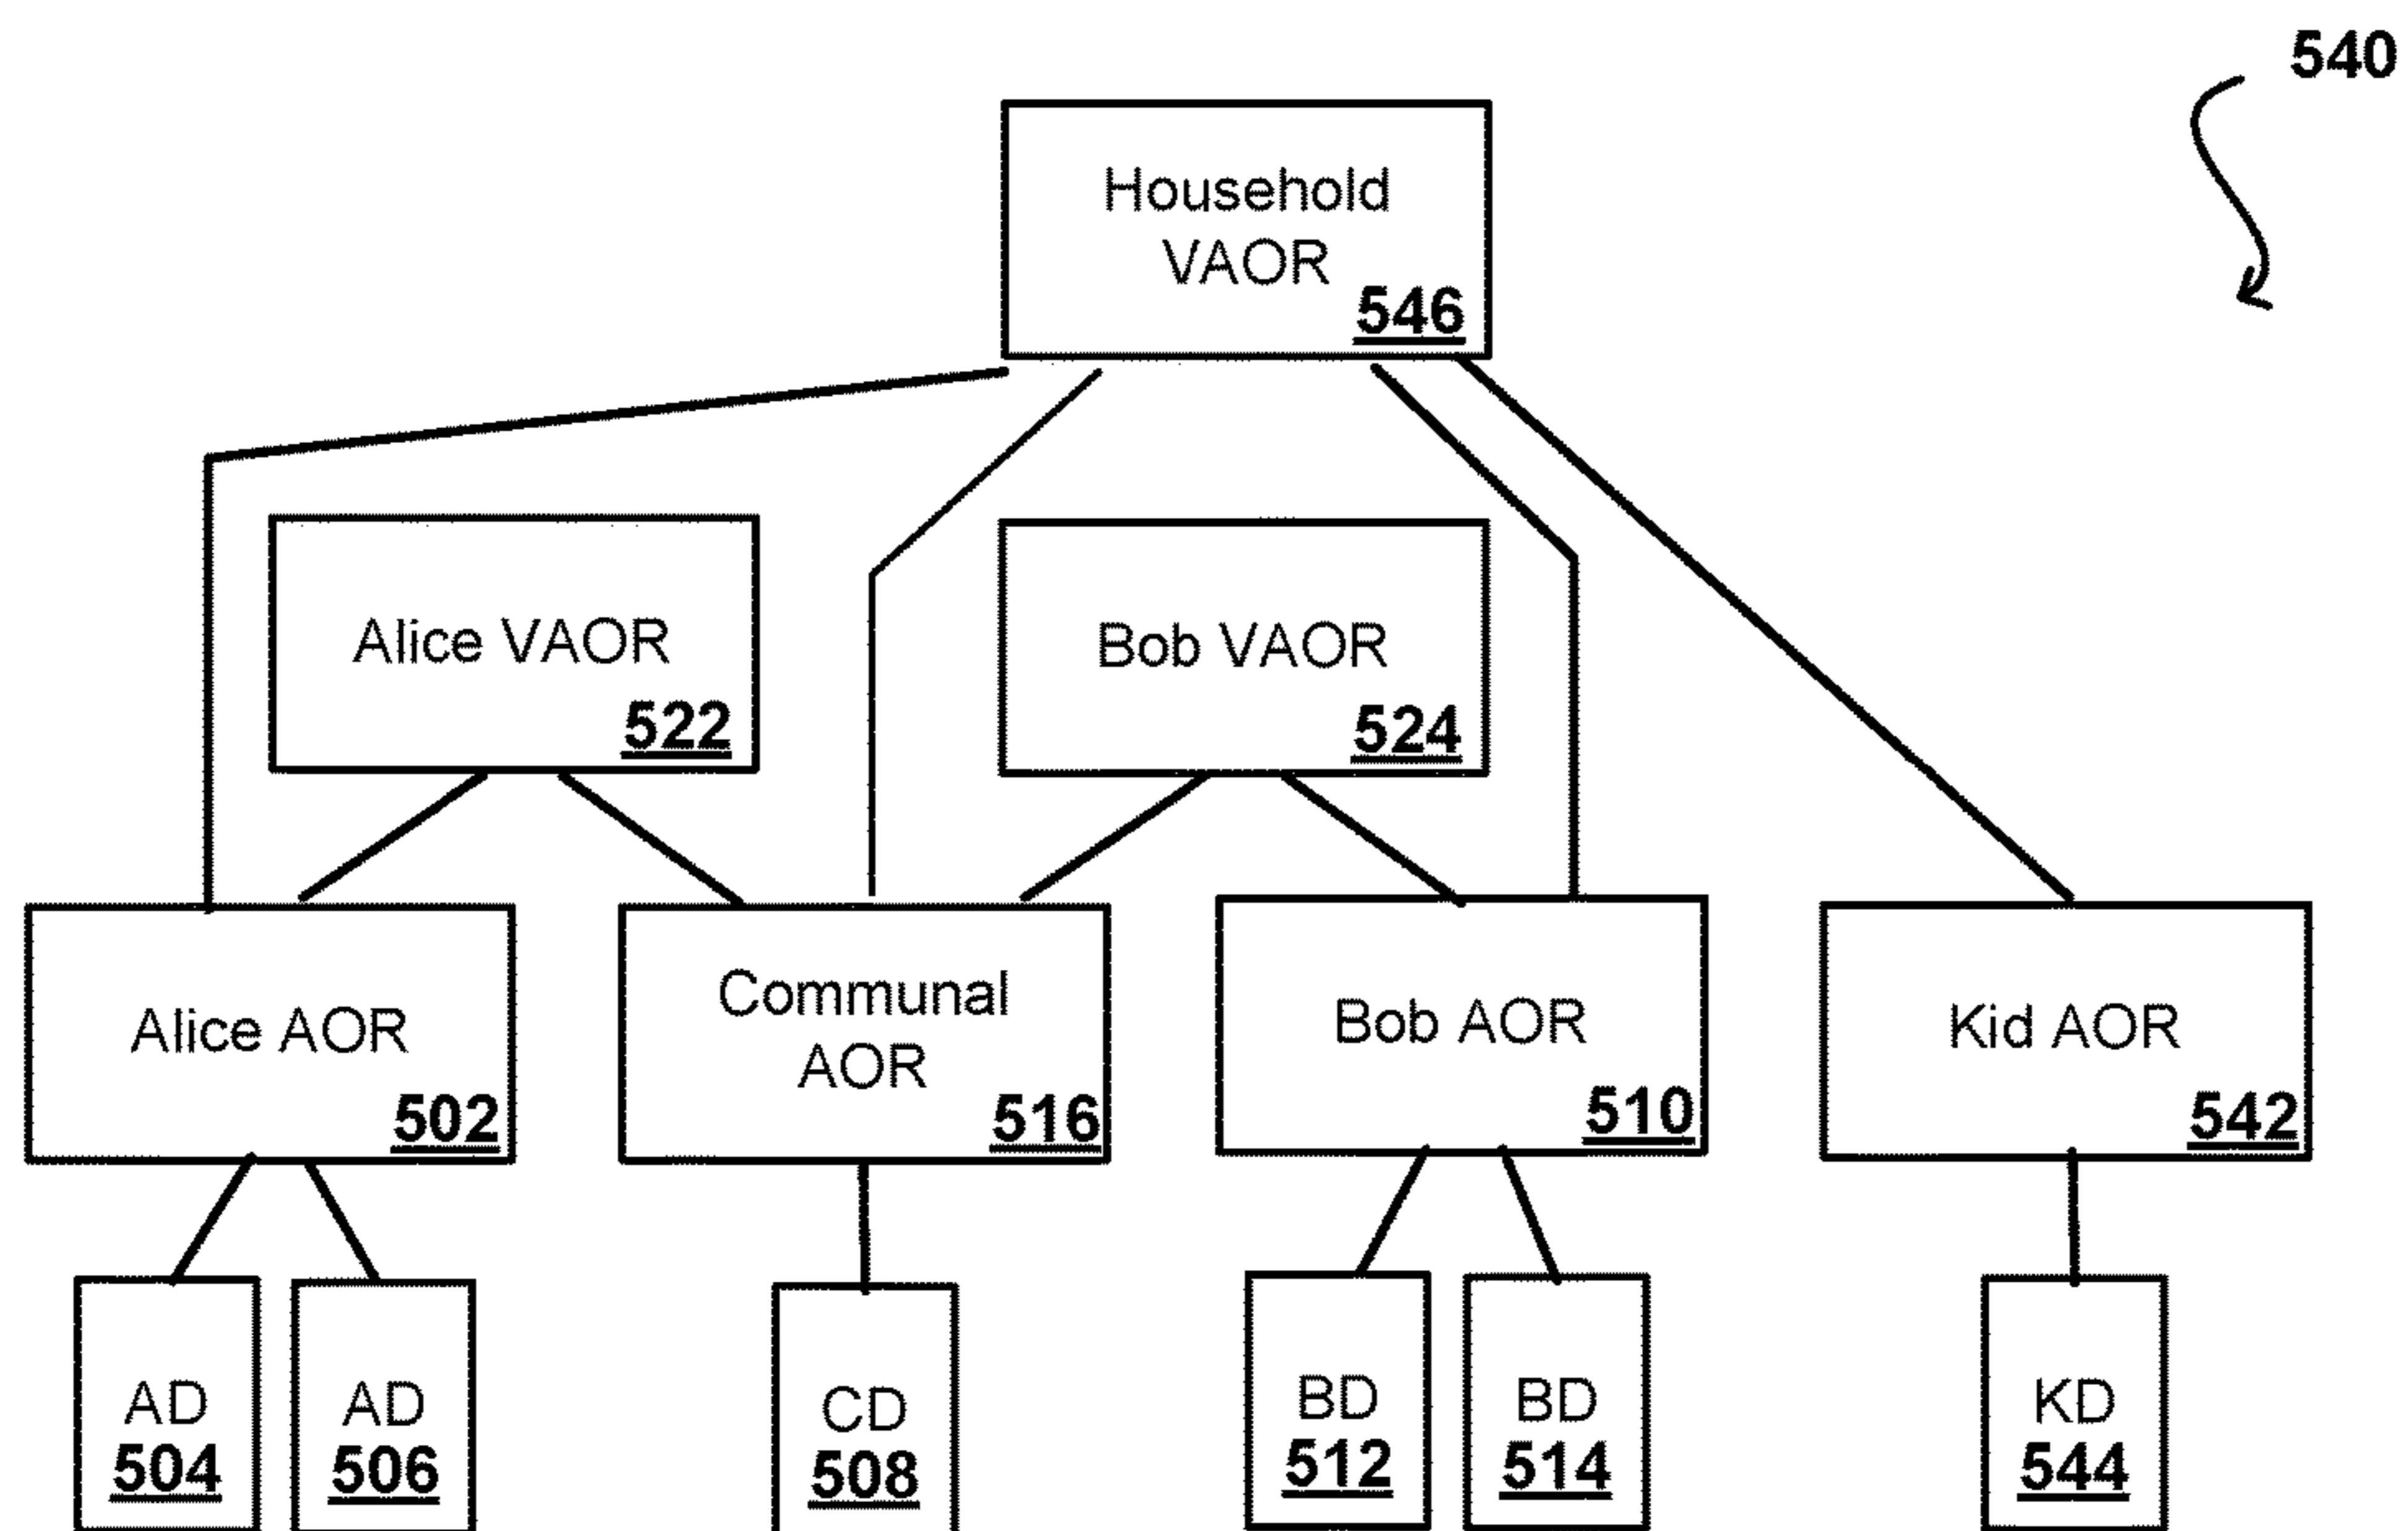 540
Household
VAOR
546
Alice VAOR
522
Bob VAOR
524
Alice AOR
502
Communal
AOR
516
Bob AOR
510
Kid AOR
542
AD
504
AD
506
CD
508
BD
512
BD
514
KD
544